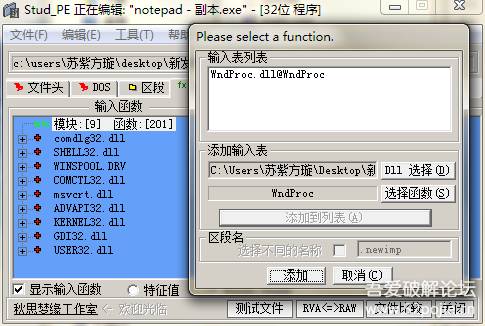 Stud_PE 正在编辑: "notepad - 副本.exe" - [32位 程序]
文件(F) 编辑(E) 工具(T) 帮助
c:\users\苏紫方璇\desktop\新发
文件头 DOS 区段
输入函数
模块:[9] 函数:[201]
comdlg32.dll
SHELL32.dll
WINSPOOL.DRV
COMCTL32.dll
msvcrt.dll
ADVAPI32.dll
KERNEL32.dll
GDI32.dll
USER32.dll
显示输入函数 特征值
秋思梦缘工作室 <- 欢迎光临 测试文件 RVA<=>RAW 文件比较 关闭
Please select a function.
输入表列表
WndProc.dll@WndProc
添加输入表
C:\Users\苏紫方璇\Desktop\新 Dll 选择(D)
WndProc 选择函数(S)
添加到列表(A)
区段名
选择不同的名称 .newimp
添加 取消(C)
吾爱破解论坛